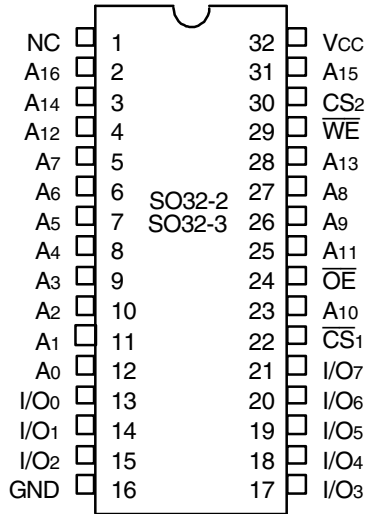 NC 1 32 VCC
A16 2 31 A15
A14 3 30 CS2
A12 4 29 WE
A7 5 28 A13
A6 6 SO32-2 27 A8
A5 7 SO32-3 26 A9
A4 8 25 A11
A3 9 24 OE
A2 10 23 A10
A1 11 22 CS1
A0 12 21 I/O7
I/O0 13 20 I/O6
I/O1 14 19 I/O5
I/O2 15 18 I/O4
GND 16 17 I/O3